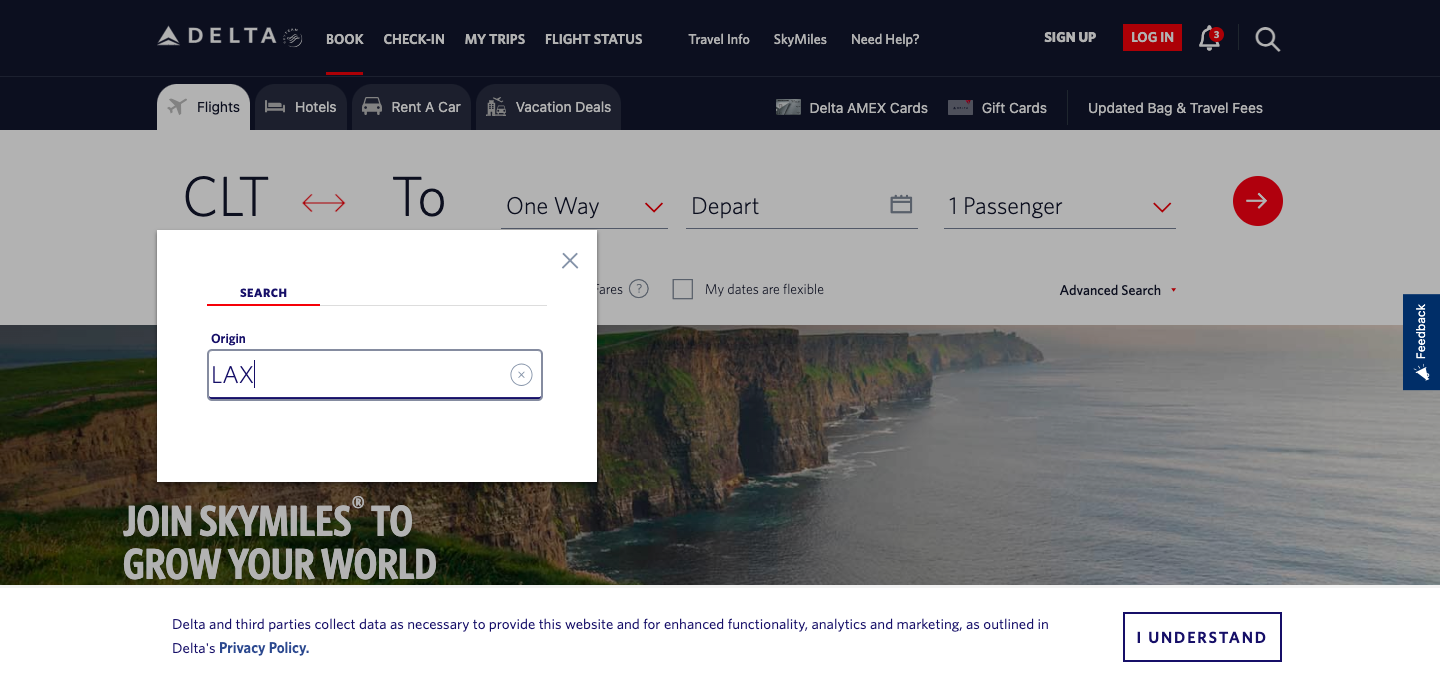 DELTA
BOOK
CHECK-IN
MY TRIPS
FLIGHT STATUS
Travel Info
SkyMiles
Need Help?
SIGN UP
LOG IN
3
Flights
Hotels
Rent A Car
Vacation Deals
Delta AMEX Cards
Gift Cards
Updated Bag & Travel Fees
CLT
To
One Way
Depart
1 Passenger
SEARCH
Origin
LAX
ares
?
My dates are flexible
Advanced Search
Feedback
JOIN SKYMILES® TO
GROW YOUR WORLD
Delta and third parties collect data as necessary to provide this website and for enhanced functionality, analytics and marketing, as outlined in
Delta's Privacy Policy.
I UNDERSTAND